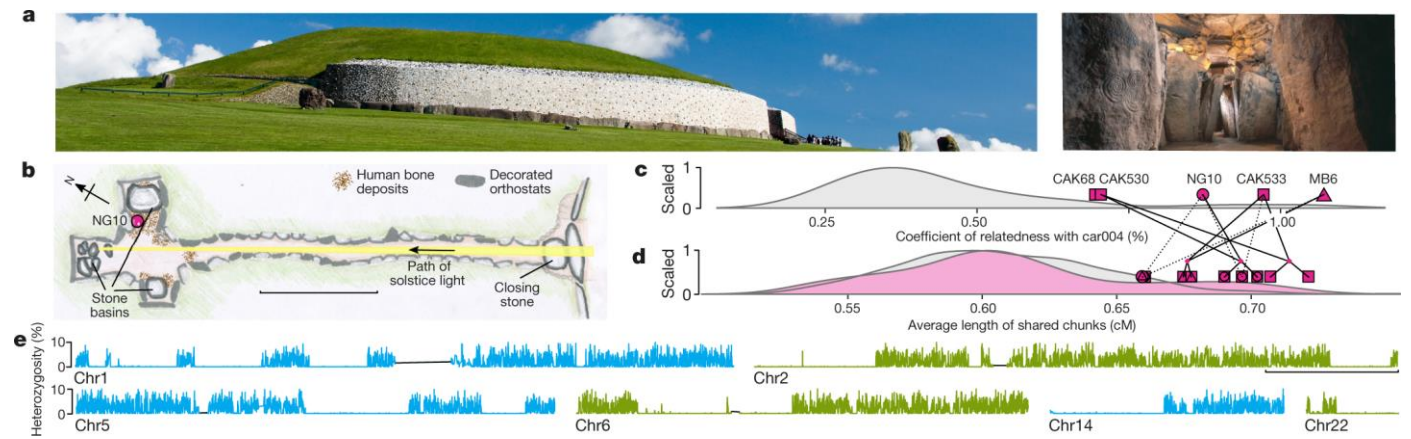 a
b
N
NG10
Human bone
deposits
Decorated
orthostats
Path of
solstice light
Stone
basins
Closing
stone
c
Scaled
1
0
CAK68 CAK530 NG10 CAK533 MB6
0.25 0.50 1.00
Coefficient of relatedness with car004 (%)
d
Scaled
1
0
0.55 0.60 0.65 0.70
Average length of shared chunks (cM)
e
Heterozygosity (%)
10
0
Chr1
Chr2
10
0
Chr5
Chr6
Chr14
Chr22